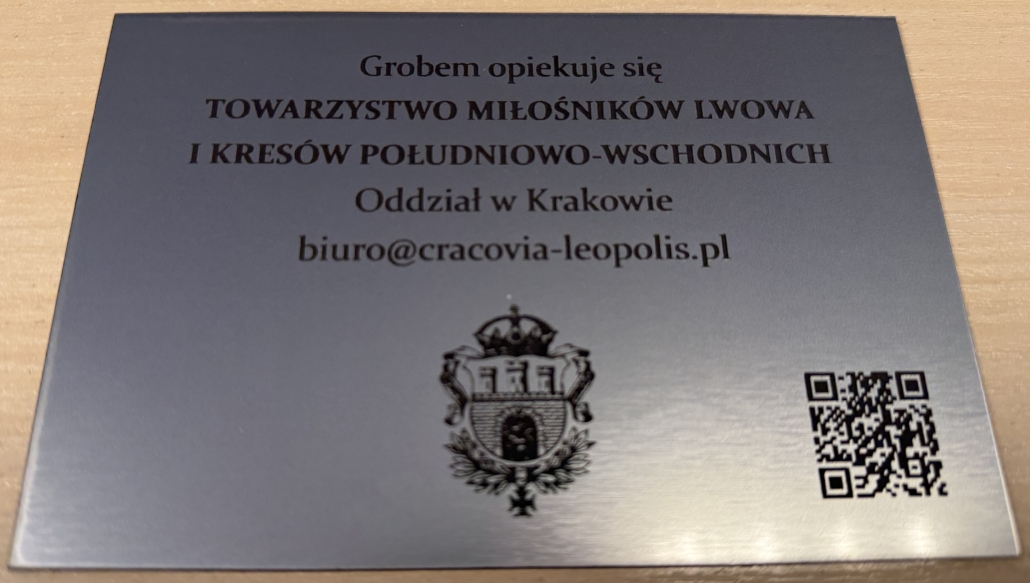 Grobem opiekuje się
TOWARZYSTWO MIŁOŚNIKÓW LWOWA
I KRESÓW POŁUDNIOWO-WSCHODNICH
Oddział w Krakowie
biuro@cracovia-leopolis.pl